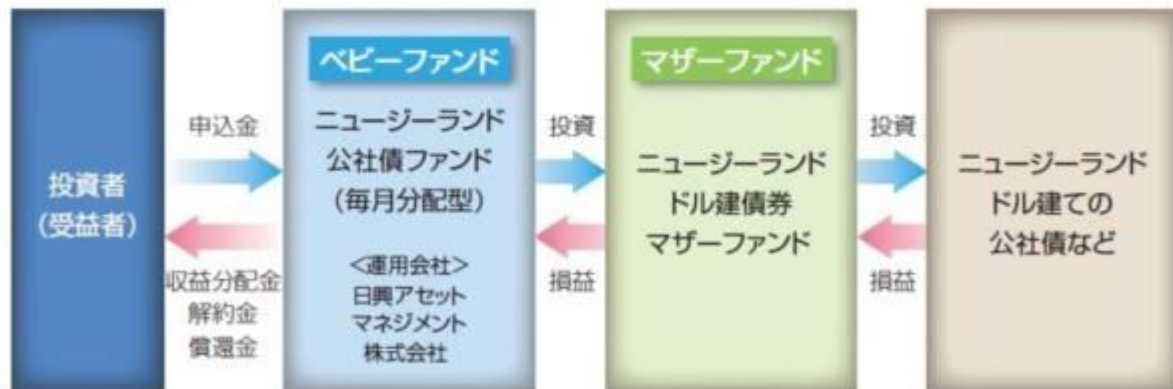 投資者
(受益者)
申込金
収益分配金
解約金
償還金
ベビーファンド
ニュージーランド
公社債ファンド
(毎月分配型)
<運用会社>
日興アセット
マネジメント
株式会社
投資
損益
マザーファンド
ニュージーランド
ドル建債券
マザーファンド
投資
損益
ニュージーランド
ドル建ての
公社債など